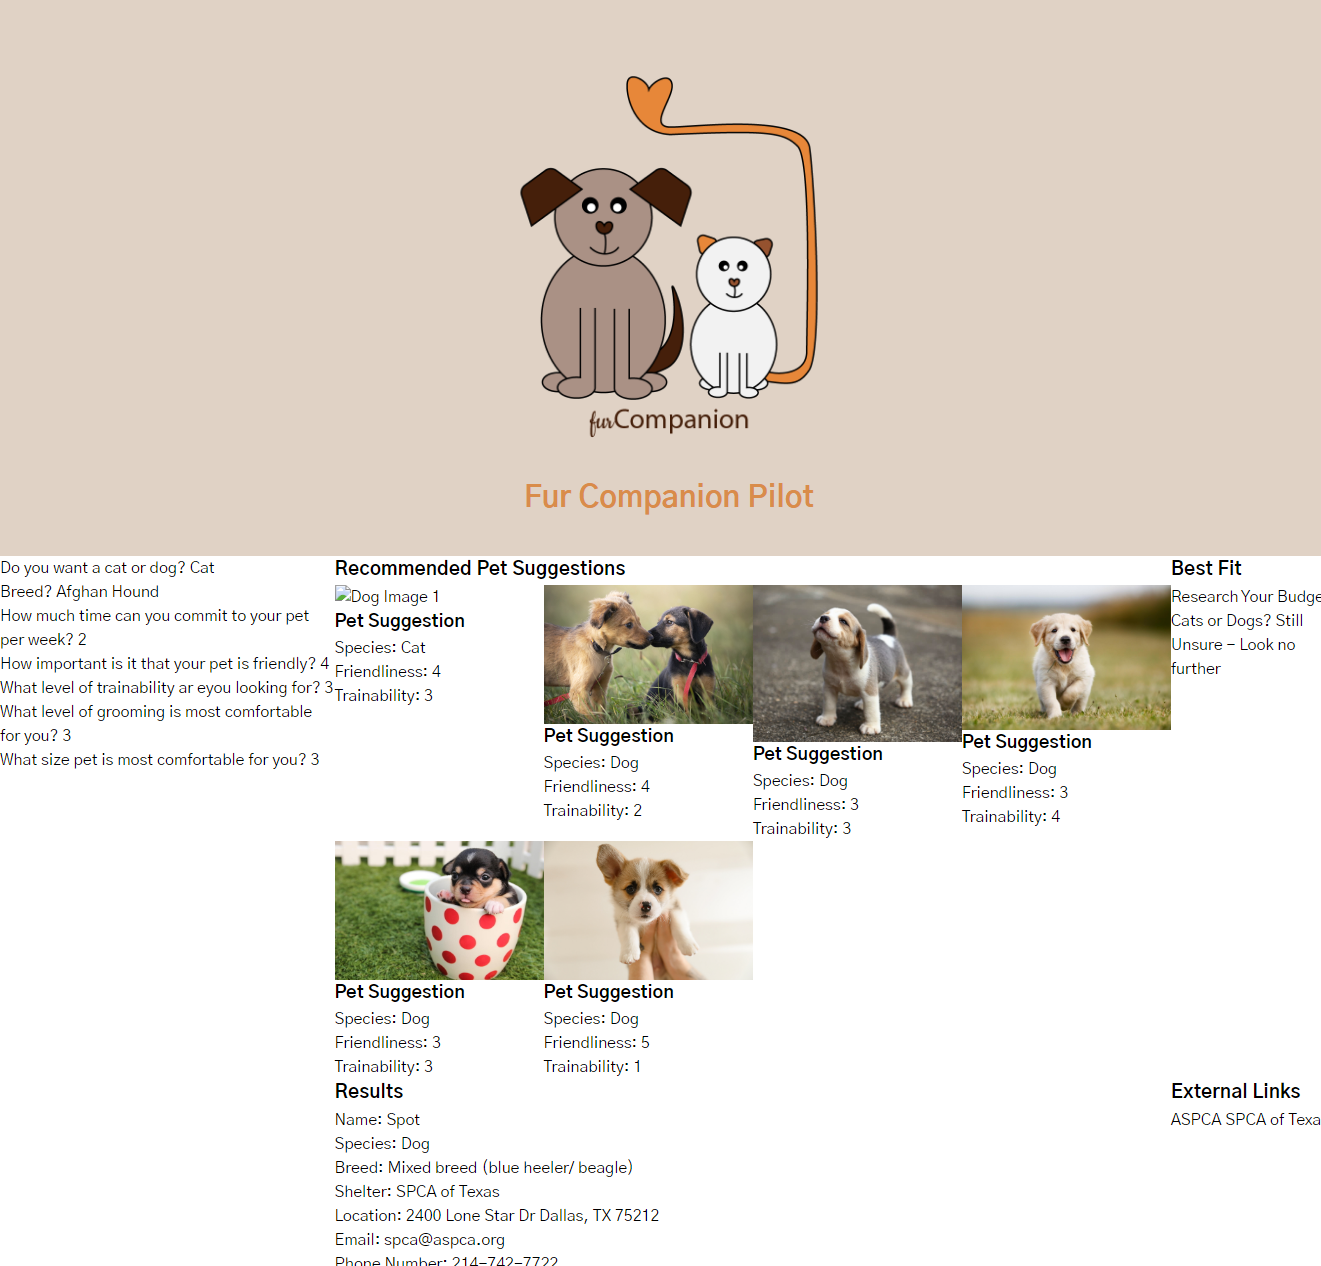 furCompanion
Fur Companion Pilot
Do you want a cat or dog? Cat
Breed? Afghan Hound
How much time can you commit to your pet
per week? 2
How important is it that your pet is friendly? 4
What level of trainability ar eyou looking for? 3
What level of grooming is most comfortable
for you? 3
What size pet is most comfortable for you? 3
Recommended Pet Suggestions
Dog Image 1
Pet Suggestion
Species: Cat
Friendliness: 4
Trainability: 3
Pet Suggestion
Species: Dog
Friendliness: 4
Trainability: 2
Pet Suggestion
Species: Dog
Friendliness: 3
Trainability: 3
Pet Suggestion
Species: Dog
Friendliness: 3
Trainability: 4
Pet Suggestion
Species: Dog
Friendliness: 3
Trainability: 3
Pet Suggestion
Species: Dog
Friendliness: 5
Trainability: 1
Best Fit
Research Your Budge
Cats or Dogs? Still
Unsure - Look no
further
Results
Name: Spot
Species: Dog
Breed: Mixed breed (blue heeler/ beagle)
Shelter: SPCA of Texas
Location: 2400 Lone Star Dr Dallas, TX 75212
Email: spca@aspca.org
Phone Number: 214-742-7722
External Links
ASPCA SPCA of Texa